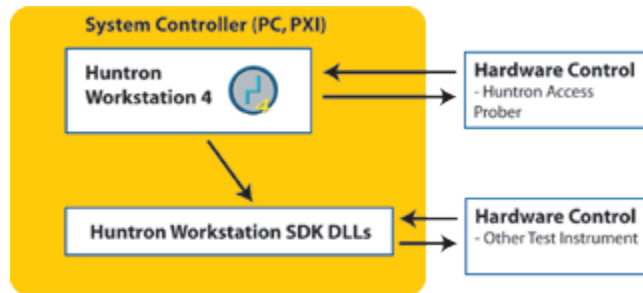 System Controller (PC, PXI)
Huntron
Workstation 4
4
Hardware Control
- Huntron Access
Prober
Huntron Workstation SDK DLLs
Hardware Control
- Other Test Instrument